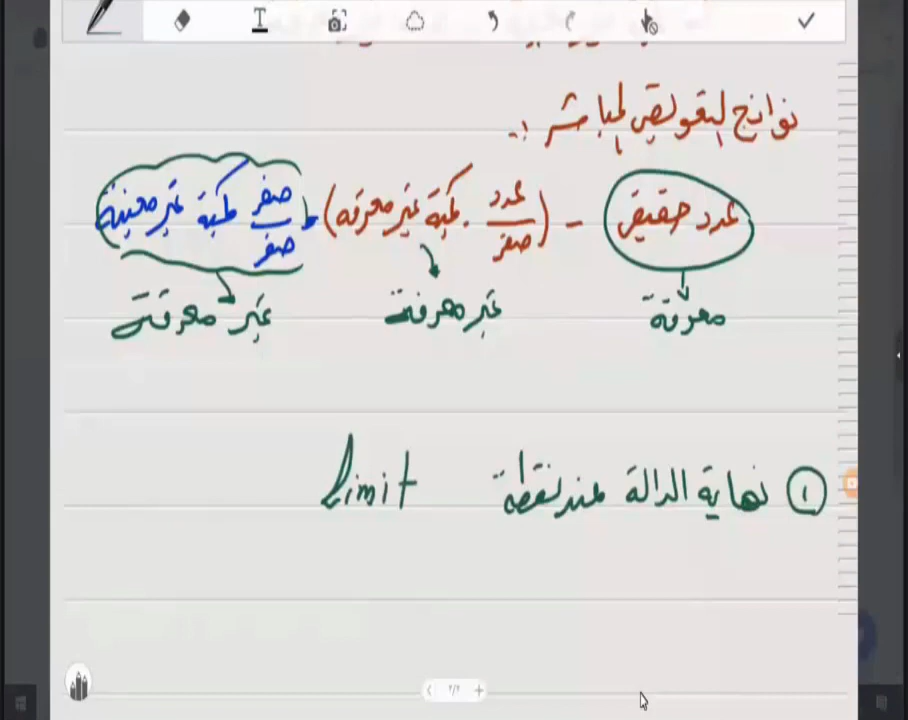 نواتج التعويض المباشر :
عدد حقيقي - (عدد / صفر . كمية غير معرفه) - صفر / صفر كمية غير معينة
معرفة غير معرفة غير معرفة
① نهاية الدالة عند نقطة Limit